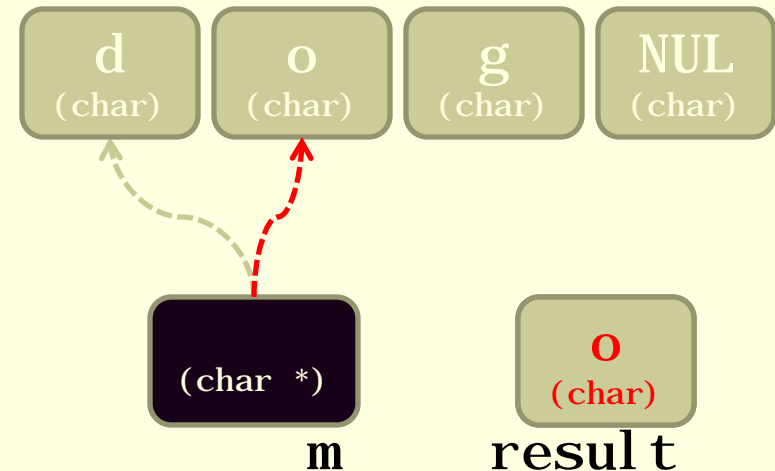 d o g NUL
(char) (char) (char) (char)
o
(char *) (char)
m result